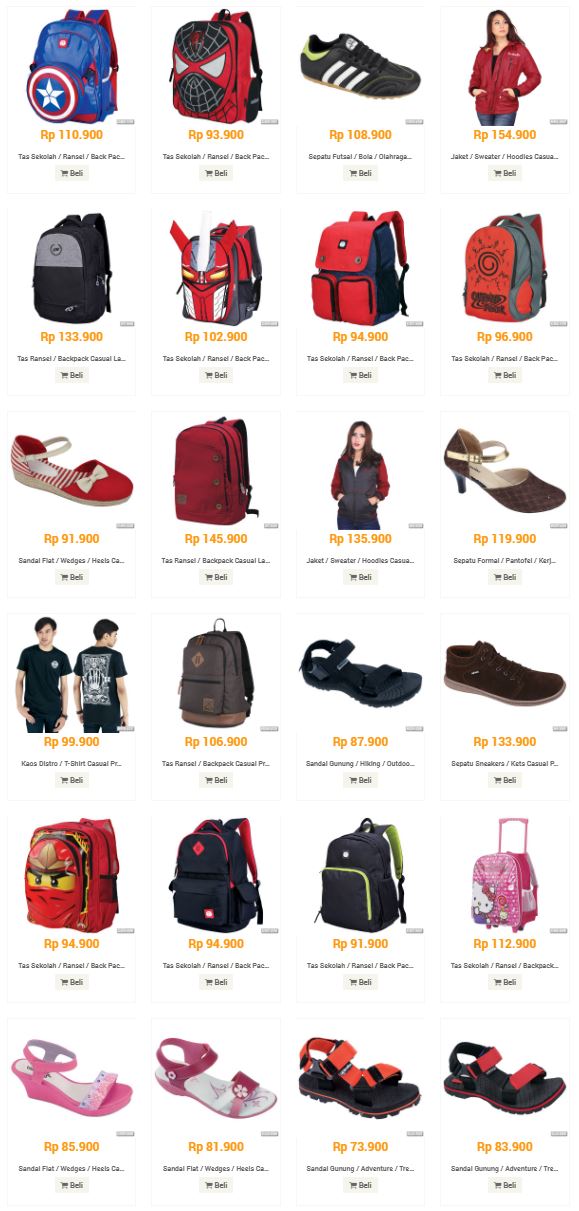 Rp 110.900
Rp 93.900
Rp 108.900
Rp 154.900
Tas Sekolah / Ransel / Back Pac...
Tas Sekolah / Ransel / Back Pac...
Sepatu Futsal / Bola / Olahraga...
Jaket / Sweater / Hoodies Casua...
Beli
Beli
Beli
Beli
Rp 133.900
Rp 102.900
Rp 94.900
Rp 96.900
Tas Ransel / Backpack Casual La...
Tas Sekolah / Ransel / Back Pac...
Tas Sekolah / Ransel / Back Pac...
Tas Sekolah / Ransel / Back Pac...
Beli
Beli
Beli
Beli
Rp 91.900
Rp 145.900
Rp 135.900
Rp 119.900
Sandal Flat / Wedges / Heels Ca...
Tas Ransel / Backpack Casual La...
Jaket / Sweater / Hoodies Casua...
Sepatu Formal / Pantofel / Kerj...
Beli
Beli
Beli
Beli
Rp 99.900
Rp 106.900
Rp 87.900
Rp 133.900
Kaos Distro / T-Shirt Casual Pr...
Tas Ransel / Backpack Casual Pr...
Sandal Gunung / Hiking / Outdoo...
Sepatu Sneakers / Kets Casual P...
Beli
Beli
Beli
Beli
Rp 94.900
Rp 94.900
Rp 91.900
Rp 112.900
Tas Sekolah / Ransel / Back Pac...
Tas Sekolah / Ransel / Back Pac...
Tas Sekolah / Ransel / Back Pac...
Tas Sekolah / Ransel / Backpack...
Beli
Beli
Beli
Beli
Rp 85.900
Rp 81.900
Rp 73.900
Rp 83.900
Sandal Flat / Wedges / Heels Ca...
Sandal Flat / Wedges / Heels Ca...
Sandal Gunung / Adventure / Tre...
Sandal Gunung / Adventure / Tre...
Beli
Beli
Beli
Beli